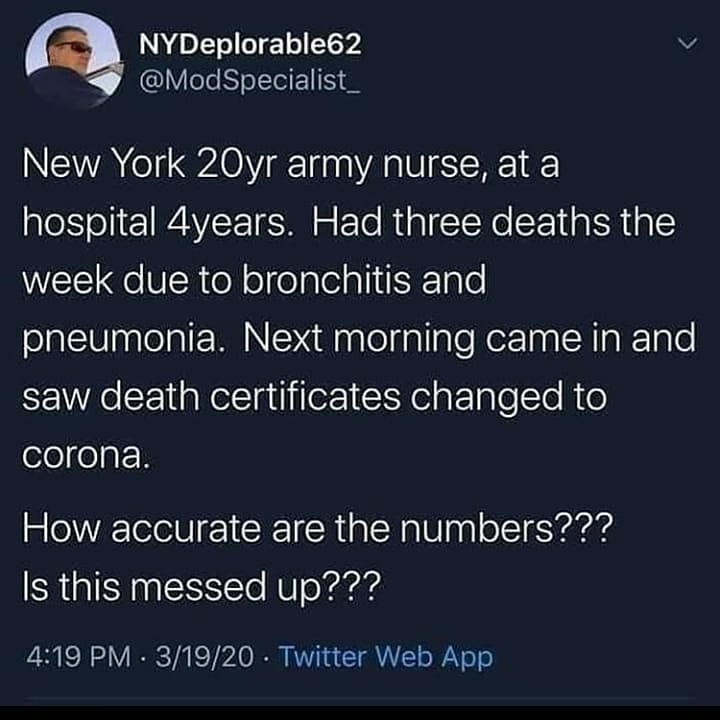 NYDeplorable62
@ModSpecialist_
New York 20yr army nurse, at a
hospital 4years. Had three deaths the
week due to bronchitis and
pneumonia. Next morning came in and
saw death certificates changed to
corona.
How accurate are the numbers???
Is this messed up???
4:19 PM · 3/19/20 · Twitter Web App